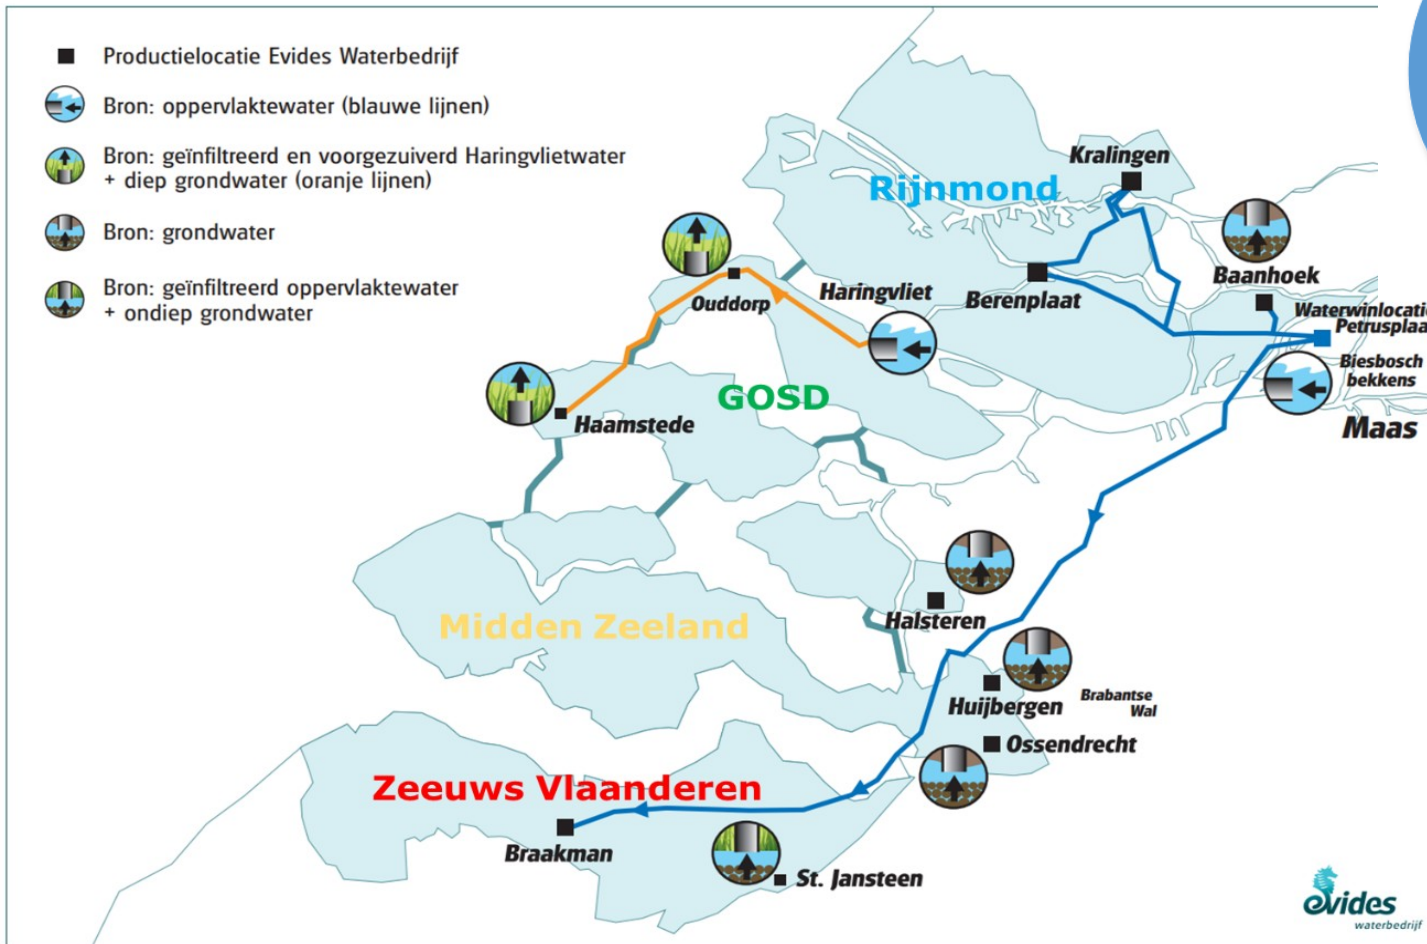 Productielocatie Evides Waterbedrijf
Bron: oppervlaktewater (blauwe lijnen)
Bron: geïnfiltreerd en voorgezuiverd Haringvlietwater
+ diep grondwater (oranje lijnen)
Bron: grondwater
Bron: geïnfiltreerd oppervlaktewater
+ ondiep grondwater
Kralingen
Rijnmond
Baanhoek
Ouddorp
Haringvliet
Berenplaat
Waterwinlocatie
Petrusplaa
Biesbosch
bekkens
GOSD
Haamstede
Maas
Halsteren
Midden Zeeland
Huijbergen
Brabantse
Wal
Ossendrecht
Zeeuws Vlaanderen
Braakman
St. Jansteen
evides
waterbedrijf